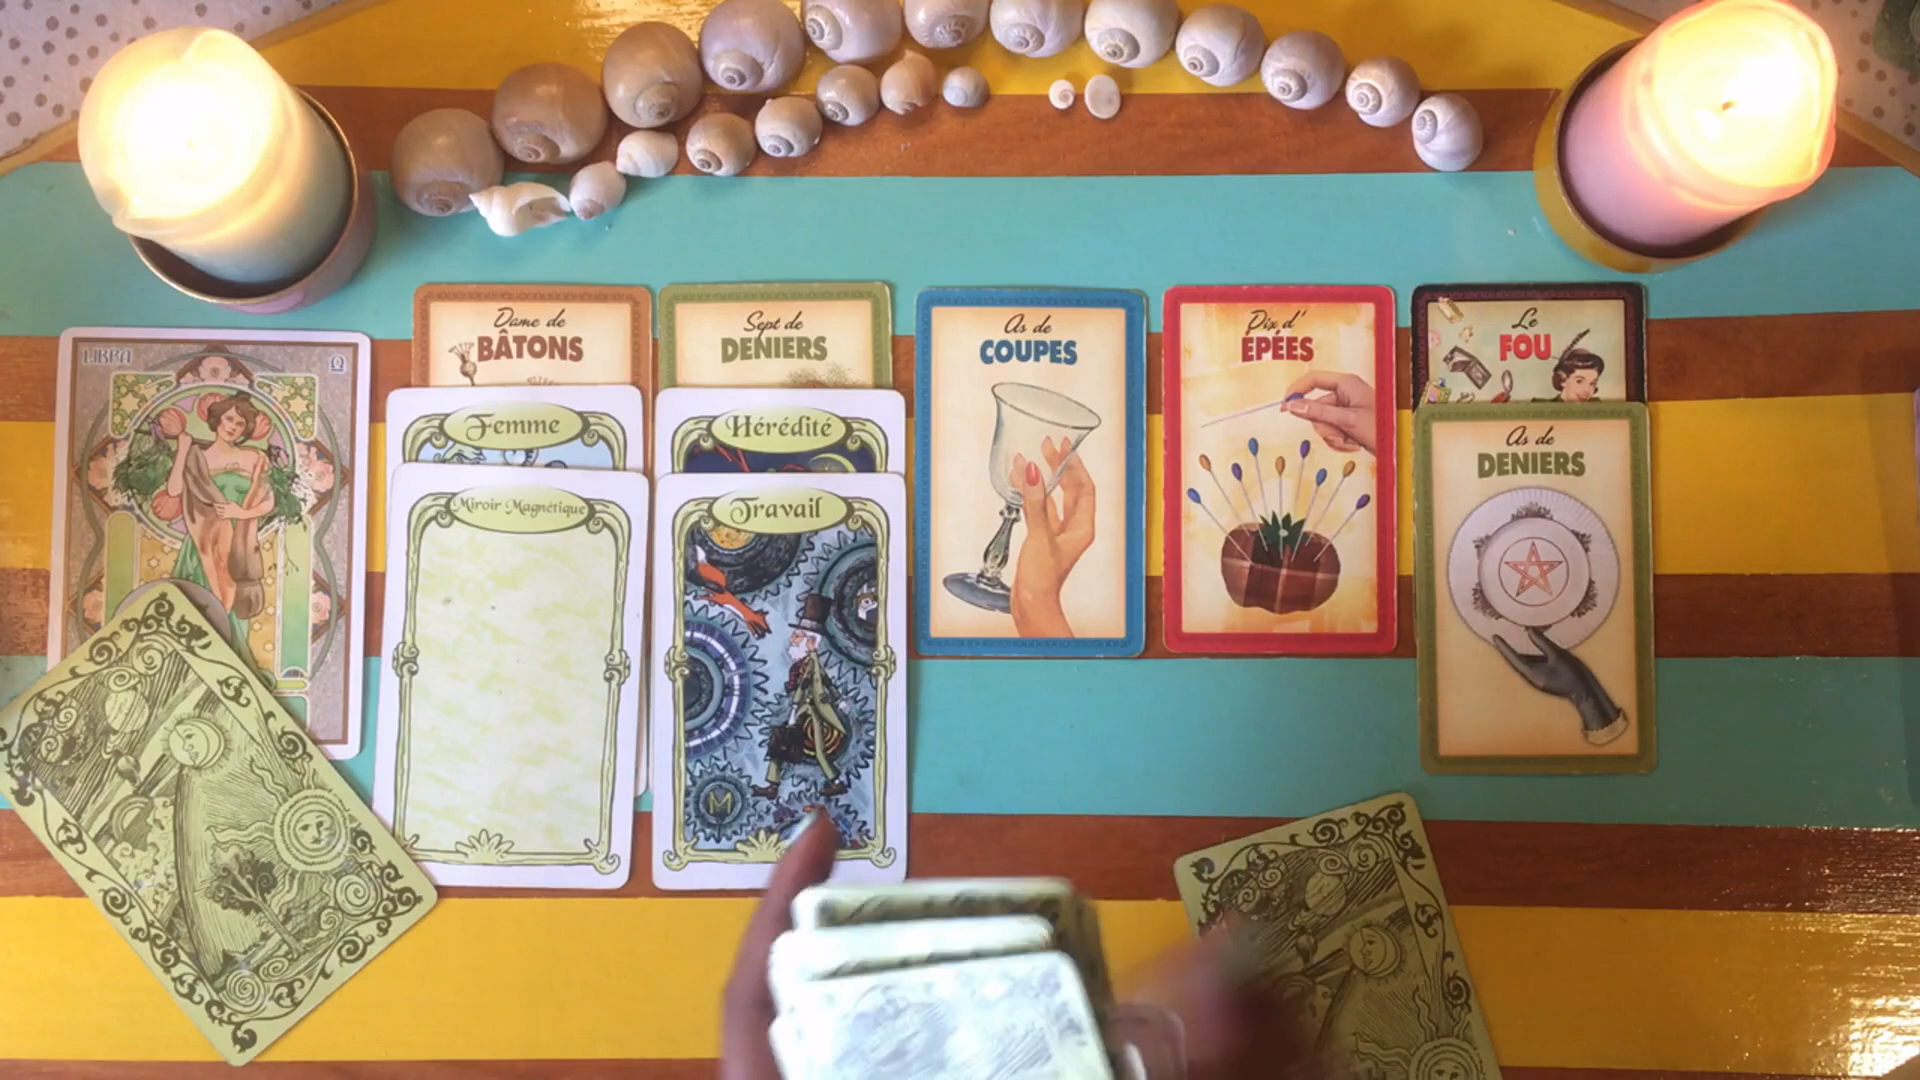 LIBRA
Dame de
BÂTONS
Femme
Miroir Magnétique
Sept de
DENIERS
Hérédité
Travail
M
As de
COUPES
Dix d'
ÉPÉES
Le
FOU
As de
DENIERS